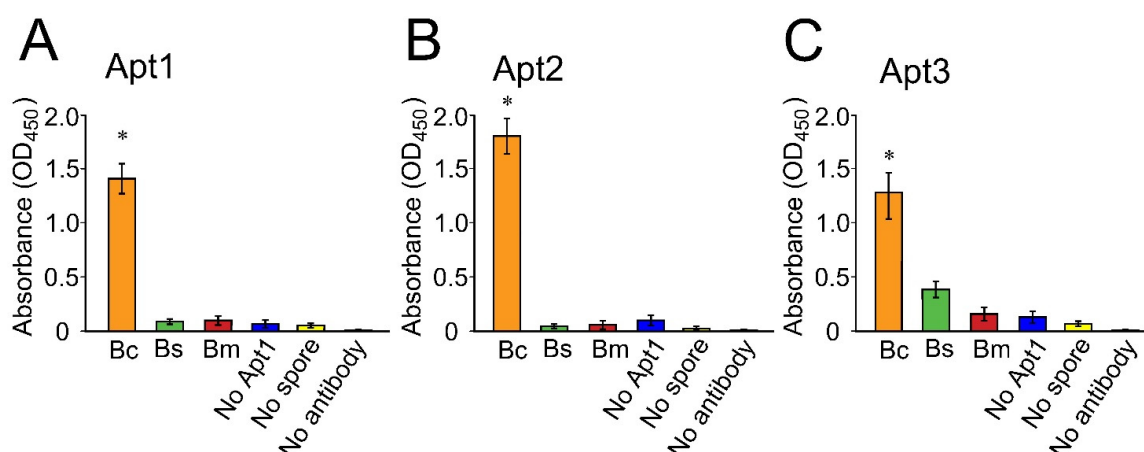 A
Apt1
Absorbance (OD450)
2.0
1.5
1.0
0.5
0
*
Bc
Bs
Bm
No Apt1
No spore
No antibody
B
Apt2
Absorbance (OD450)
2.0
1.5
1.0
0.5
0
*
Bc
Bs
Bm
No Apt1
No spore
No antibody
C
Apt3
Absorbance (OD450)
2.0
1.5
1.0
0.5
0
*
Bc
Bs
Bm
No Apt1
No spore
No antibody